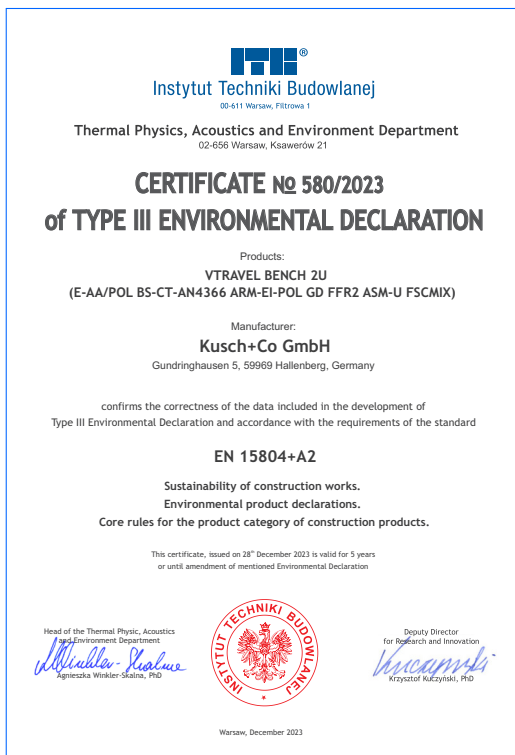 ITB®
Instytut Techniki Budowlanej
00-611 Warsaw, Filtrowa 1
Thermal Physics, Acoustics and Environment Department
02-656 Warsaw, Ksawerów 21
CERTIFICATE № 580/2023
of TYPE III ENVIRONMENTAL DECLARATION
Products:
VTRAVEL BENCH 2U
(E-AA/POL BS-CT-AN4366 ARM-EI-POL GD FFR2 ASM-U FSCMIX)
Manufacturer:
Kusch+Co GmbH
Gundringhausen 5, 59969 Hallenberg, Germany
confirms the correctness of the data included in the development of
Type III Environmental Declaration and accordance with the requirements of the standard
EN 15804+A2
Sustainability of construction works.
Environmental product declarations.
Core rules for the product category of construction products.
This certificate, issued on 28th December 2023 is valid for 5 years
or until amendment of mentioned Environmental Declaration
Head of the Thermal Physic, Acoustics
and Environment Department
Winkler-Skalna
Agnieszka Winkler-Skalna, PhD
INSTYTUT TECHNIKI BUDOWLANEJ
Deputy Director
for Research and Innovation
Kuczyński
Krzysztof Kuczyński, PhD
Warsaw, December 2023